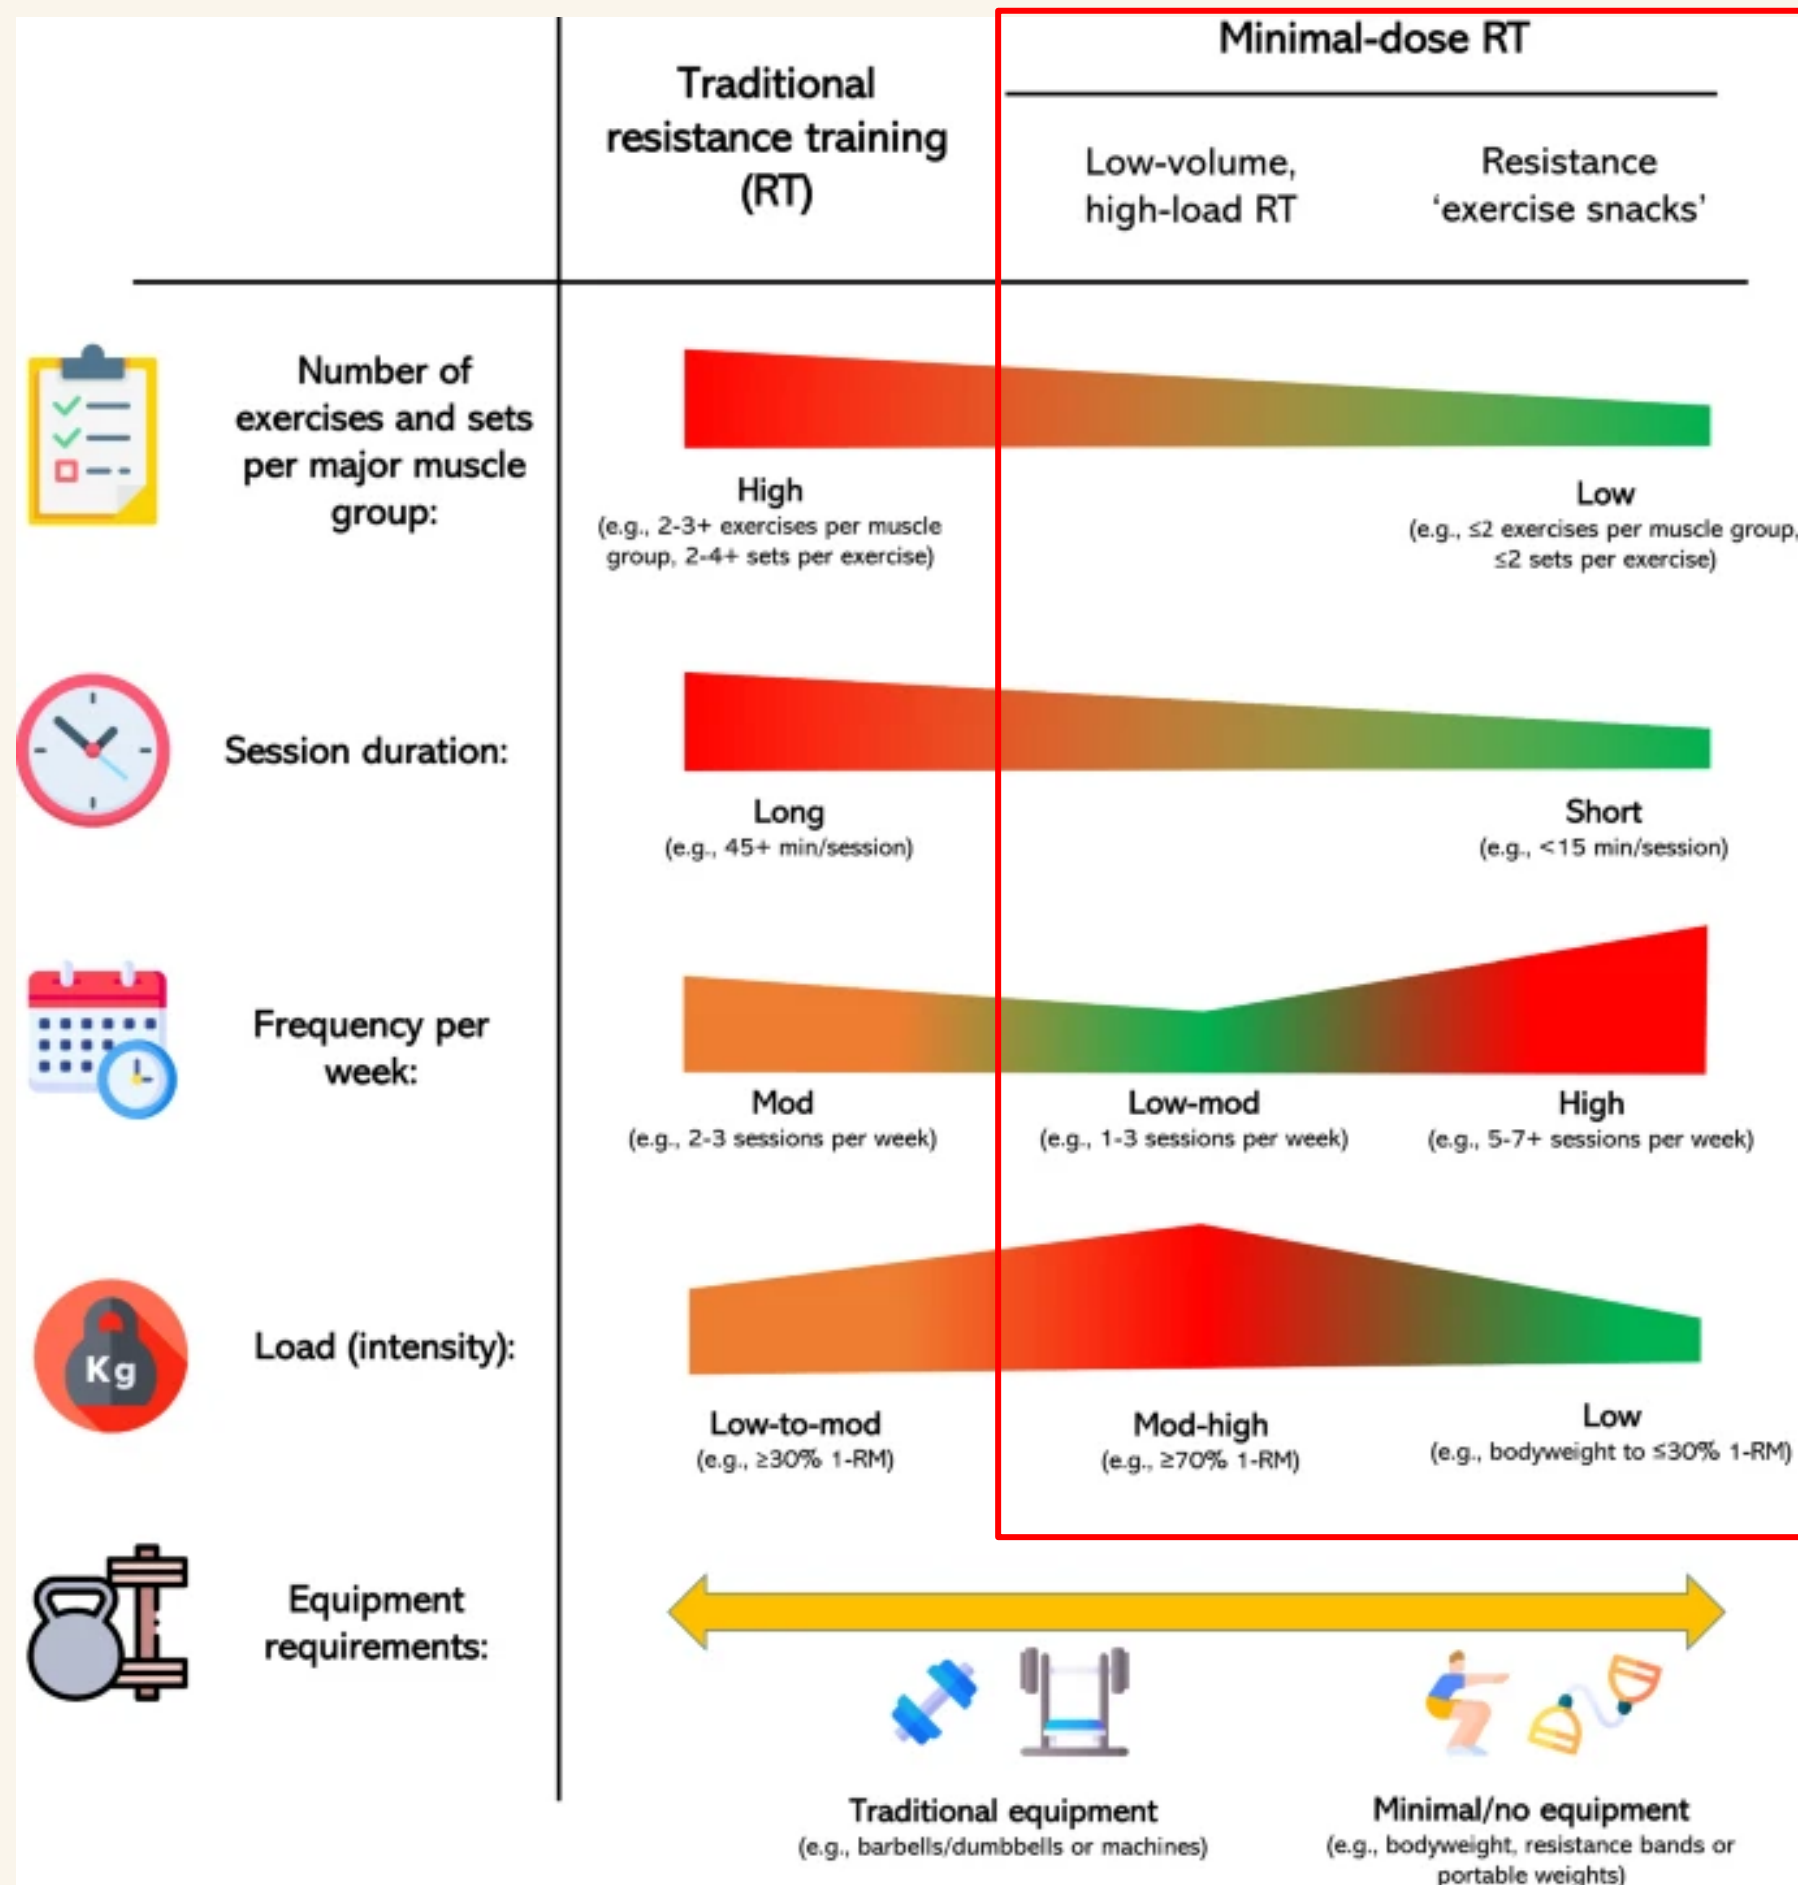 Minimal-dose RT
Traditional
resistance training
(RT)
Low-volume,
high-load RT
Resistance
‘exercise snacks’
Number of
exercises and sets
per major muscle
group:
High
(e.g., 2-3+ exercises per muscle
group, 2-4+ sets per exercise)
Low
(e.g., ≤2 exercises per muscle group,
≤2 sets per exercise)
Session duration:
Long
(e.g., 45+ min/session)
Short
(e.g., <15 min/session)
Frequency per
week:
Mod
(e.g., 2-3 sessions per week)
Low-mod
(e.g., 1-3 sessions per week)
High
(e.g., 5-7+ sessions per week)
Kg
Load (intensity):
Low-to-mod
(e.g., ≥30% 1-RM)
Mod-high
(e.g., ≥70% 1-RM)
Low
(e.g., bodyweight to ≤30% 1-RM)
Equipment
requirements:
Traditional equipment
(e.g., barbells/dumbbells or machines)
Minimal/no equipment
(e.g., bodyweight, resistance bands or
portable weights)